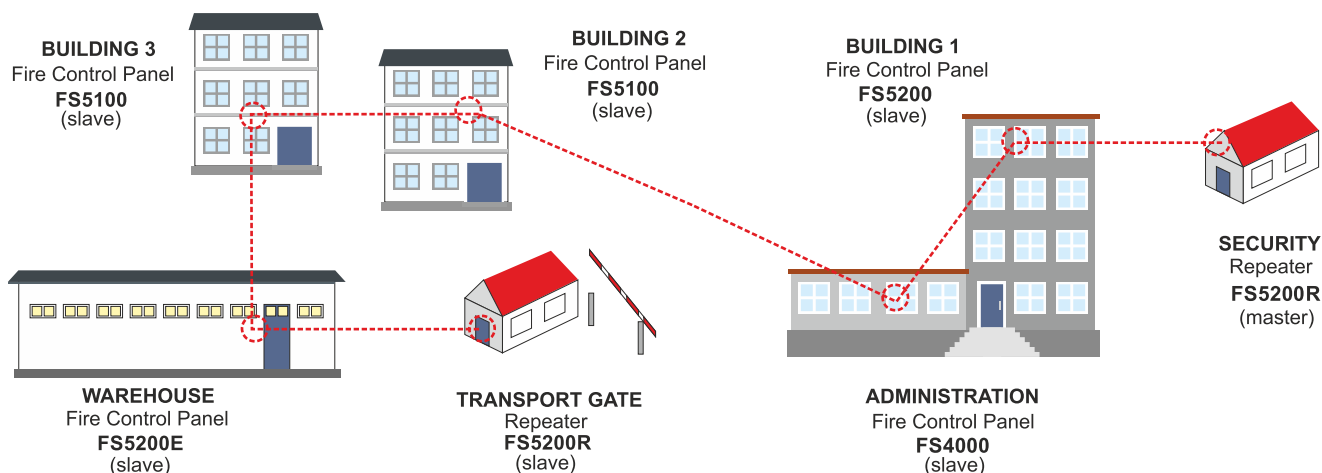 BUILDING 3
Fire Control Panel
FS5100
(slave)
BUILDING 2
Fire Control Panel
FS5100
(slave)
BUILDING 1
Fire Control Panel
FS5200
(slave)
SECURITY
Repeater
FS5200R
(master)
WAREHOUSE
Fire Control Panel
FS5200E
(slave)
TRANSPORT GATE
Repeater
FS5200R
(slave)
ADMINISTRATION
Fire Control Panel
FS4000
(slave)